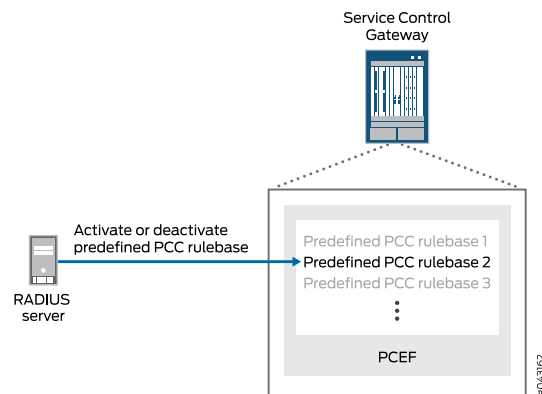 Service Control
Gateway
Activate or deactivate
predefined PCC rulebase
RADIUS
server
Predefined PCC rulebase 1
Predefined PCC rulebase 2
Predefined PCC rulebase 3
PCEF
g043162